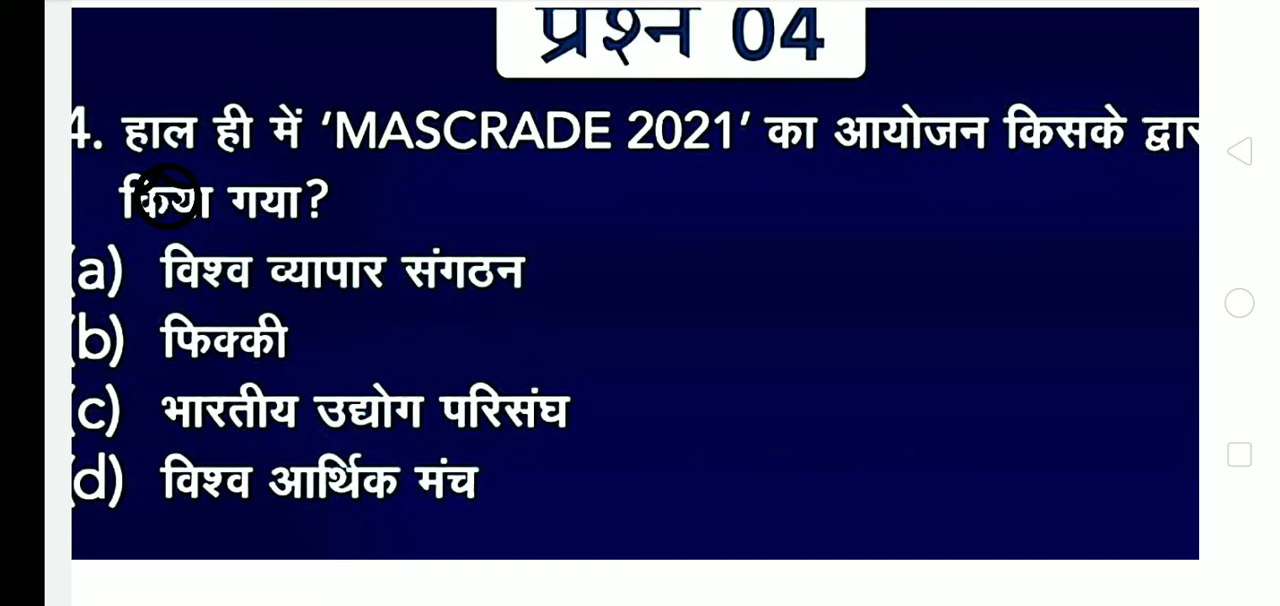 प्रश्न 04
4. हाल ही में ‘MASCRADE 2021’ का आयोजन किसके
किया गया?
(a) विश्व व्यापार संगठन
(b) फिक्की
(c) भारतीय उद्योग परिसंघ
(d) विश्व आर्थिक मंच